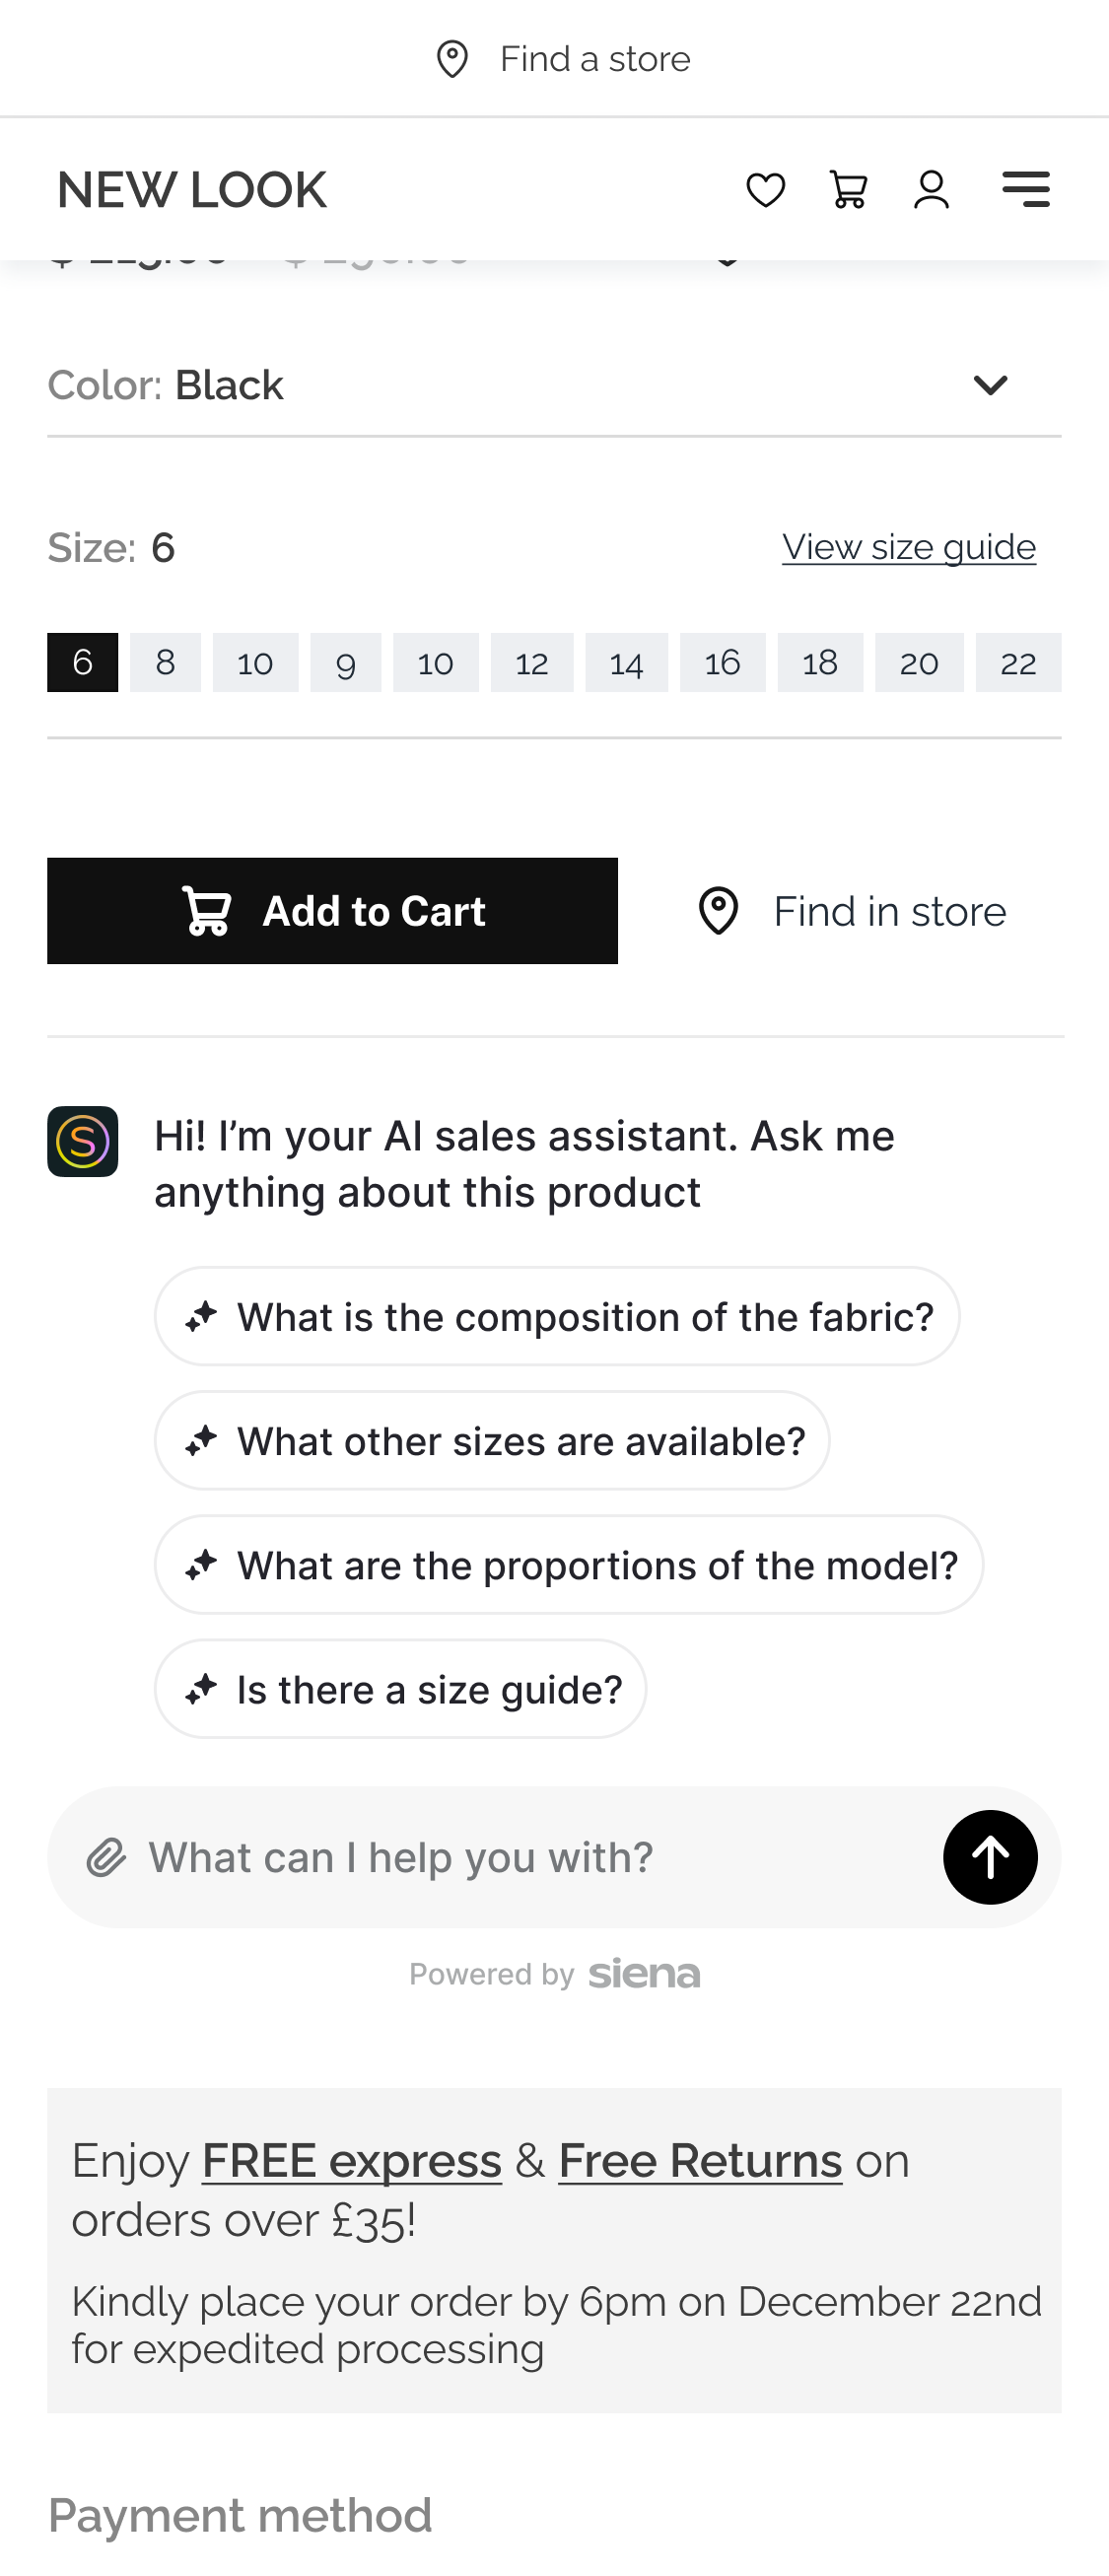 Find a store
NEW LOOK
Color: Black
Size: 6
View size guide
6 8 10 9 10 12 14 16 18 20 22
Add to Cart
Find in store
S
Hi! I’m your AI sales assistant. Ask me
anything about this product
What is the composition of the fabric?
What other sizes are available?
What are the proportions of the model?
Is there a size guide?
What can I help you with?
Powered by siena
Enjoy FREE express & Free Returns on
orders over £35!
Kindly place your order by 6pm on December 22nd
for expedited processing
Payment method